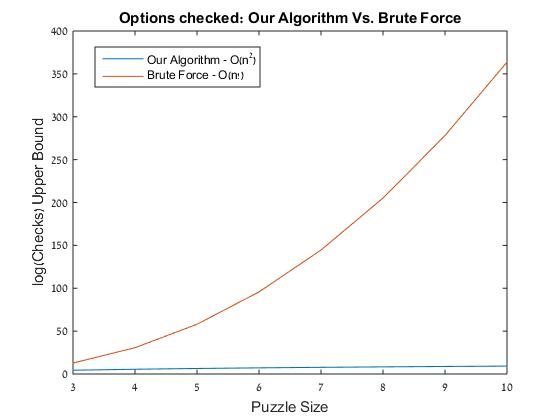 Options checked: Our Algorithm Vs. Brute Force
400
350
300
250
200
150
100
50
0
log(Checks) Upper Bound
Our Algorithm - O(n²)
Brute Force - O(n!)
3 4 5 6 7 8 9 10
Puzzle Size